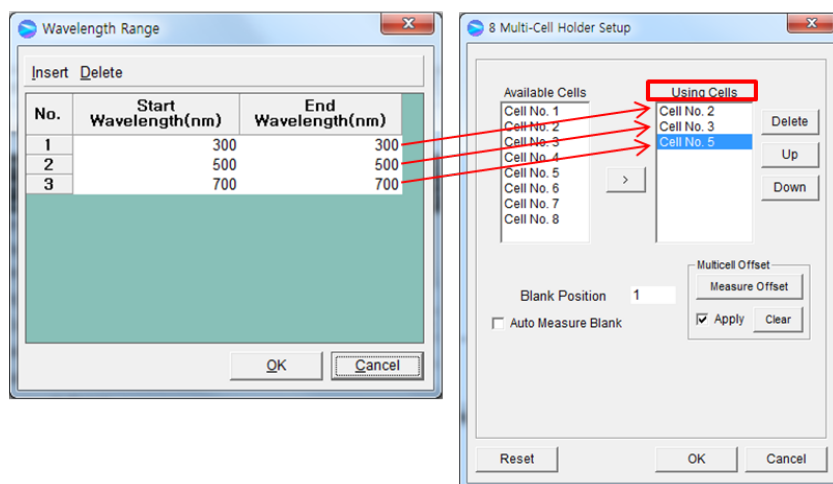 Wavelength Range
Insert Delete
No. Start Wavelength(nm) End Wavelength(nm)
1 300 300
2 500 500
3 700 700
OK Cancel
8 Multi-Cell Holder Setup
Available Cells
Cell No. 1
Cell No. 2
Cell No. 3
Cell No. 4
Cell No. 5
Cell No. 6
Cell No. 7
Cell No. 8
>
Using Cells
Cell No. 2
Cell No. 3
Cell No. 5
Delete
Up
Down
Blank Position 1
Auto Measure Blank
Multicell Offset
Measure Offset
Apply Clear
Reset OK Cancel